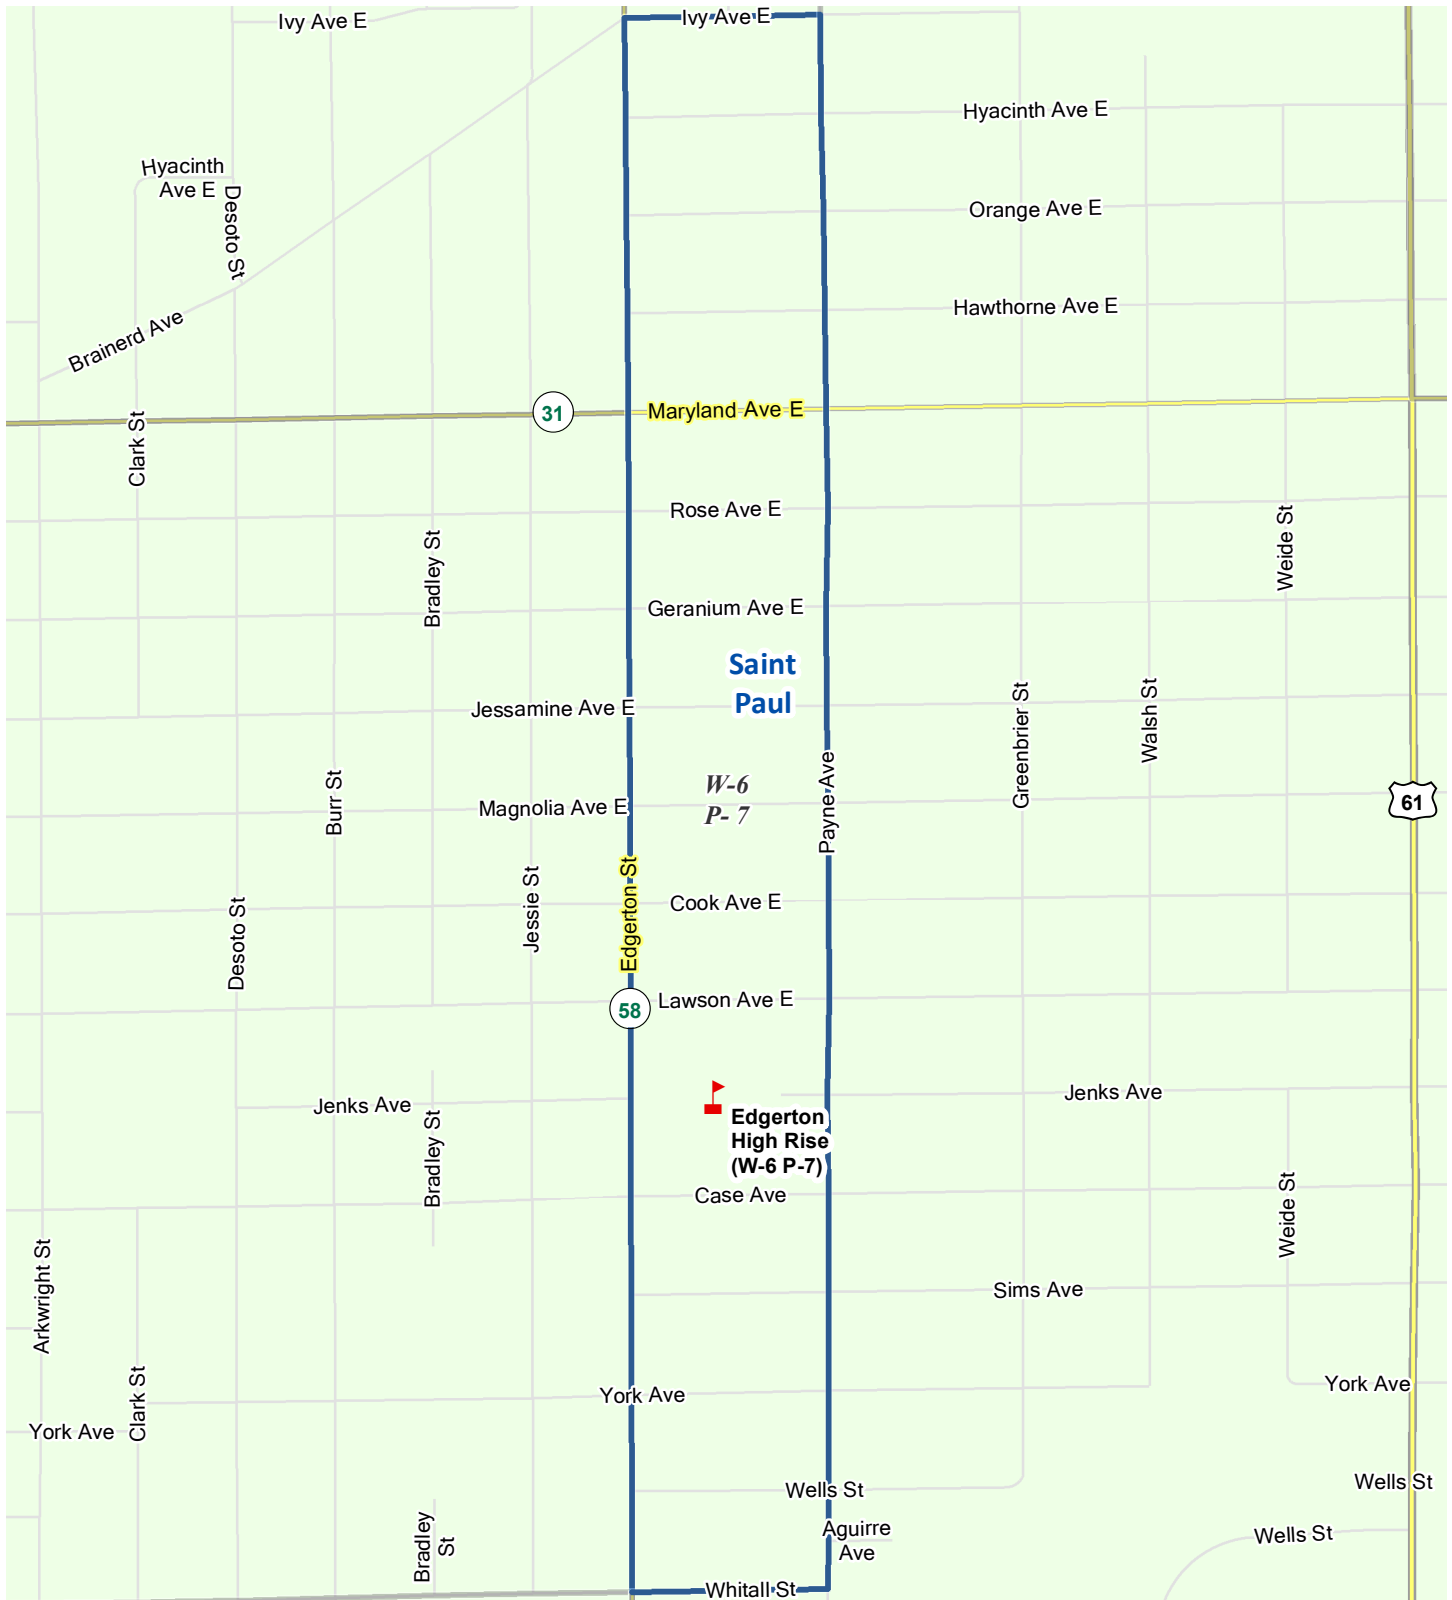 Ivy Ave E
Ivy Ave E
Hyacinth Ave E
Hyacinth
Ave E
Desoto St
Orange Ave E
Hawthorne Ave E
Brainerd Ave
31
Maryland Ave E
Clark St
Rose Ave E
Bradley St
Weide St
Geranium Ave E
Saint
Paul
Jessamine Ave E
Greenbrier St
Walsh St
Burr St
W-6
P- 7
Payne Ave
61
Magnolia Ave E
Edgerton St
Jessie St
Cook Ave E
Desoto St
58
Lawson Ave E
Jenks Ave
Jenks Ave
Bradley St
Edgerton
High Rise
(W-6 P-7)
Case Ave
Weide St
Arkwright St
Sims Ave
Clark St
York Ave
York Ave
York Ave
Wells St
Wells St
Bradley
St
Aguirre
Ave
Wells St
Whitall St